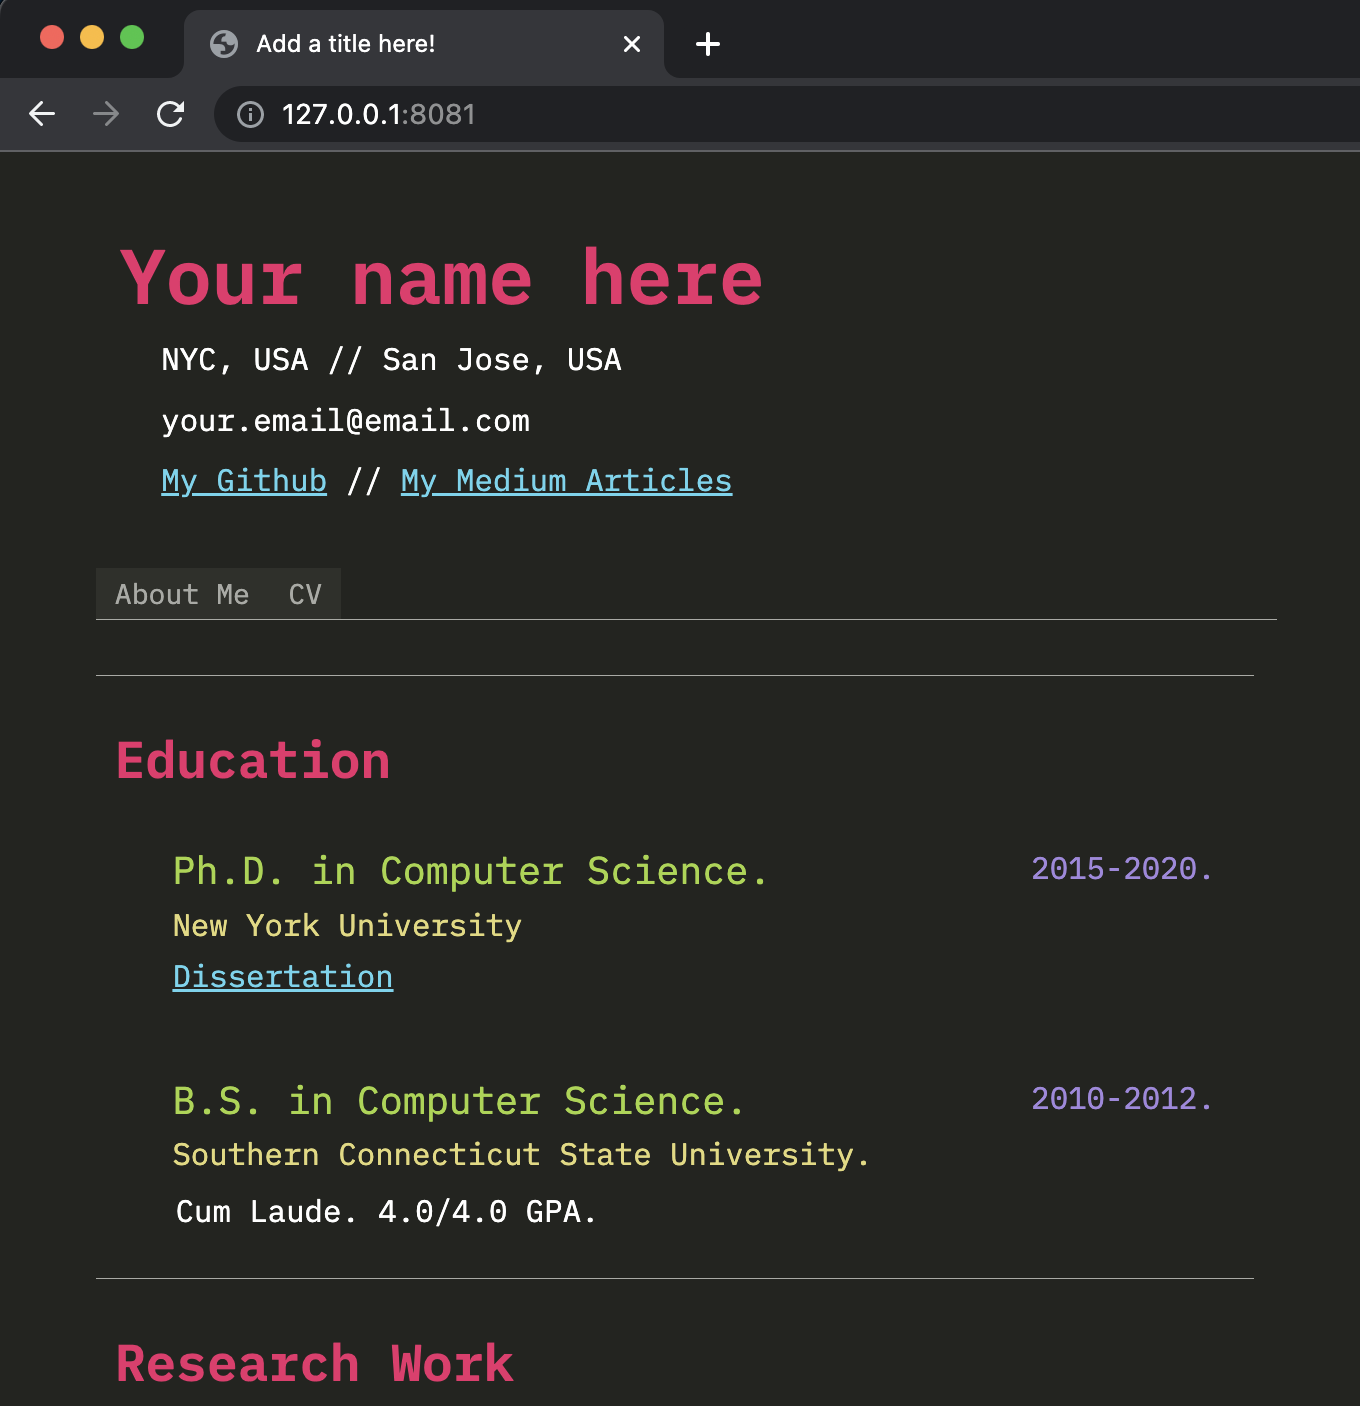 Add a title here!
127.0.0.1:8081
Your name here
NYC, USA // San Jose, USA
your.email@email.com
My Github // My Medium Articles
About Me CV
Education
Ph.D. in Computer Science. 2015-2020.
New York University
Dissertation
B.S. in Computer Science. 2010-2012.
Southern Connecticut State University.
Cum Laude. 4.0/4.0 GPA.
Research Work